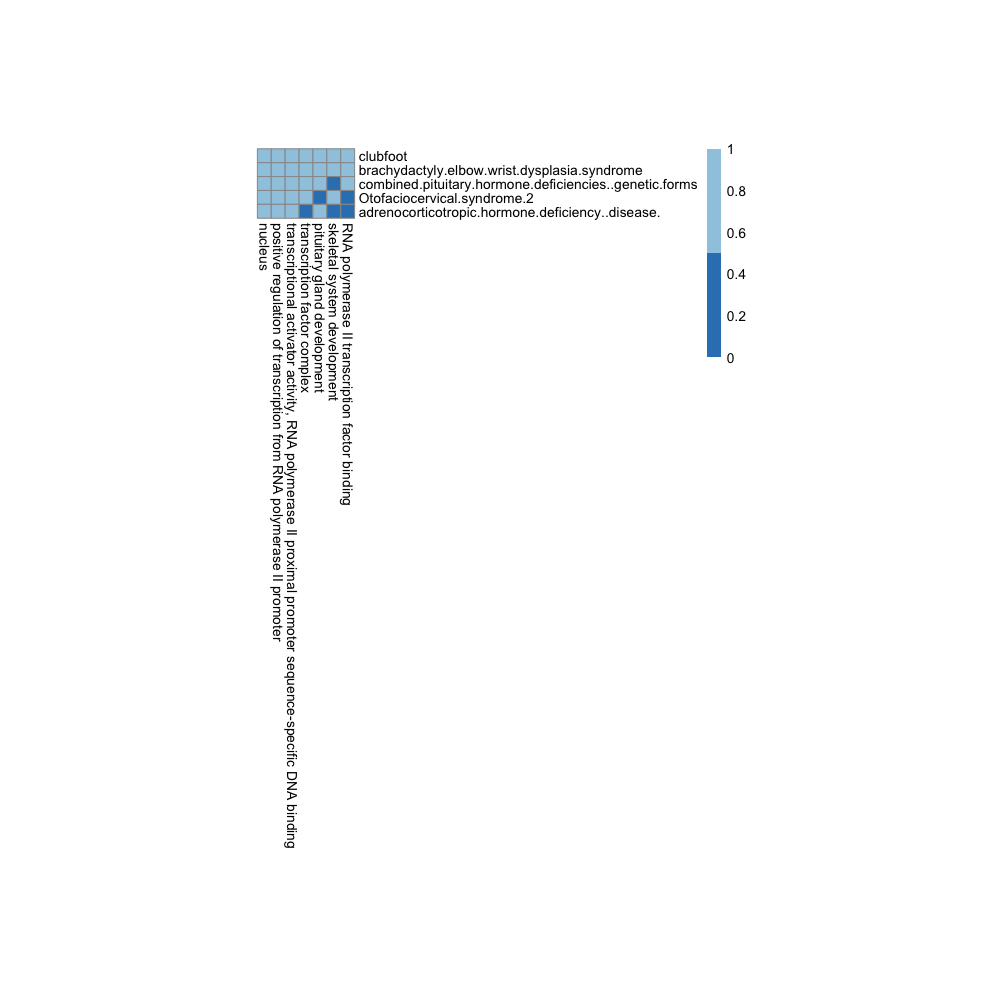 clubfoot
brachydactyly.elbow.wrist.dysplasia.syndrome
combined.pituitary.hormone.deficiencies..genetic.forms
Otofaciocervical.syndrome.2
adrenocorticotropic.hormone.deficiency..disease.
nucleus
positive regulation of transcription from RNA polymerase II promoter
transcriptional activator activity, RNA polymerase II proximal promoter sequence-specific DNA binding
transcription factor complex
pituitary gland development
skeletal system development
RNA polymerase II transcription factor binding
1
0.8
0.6
0.4
0.2
0